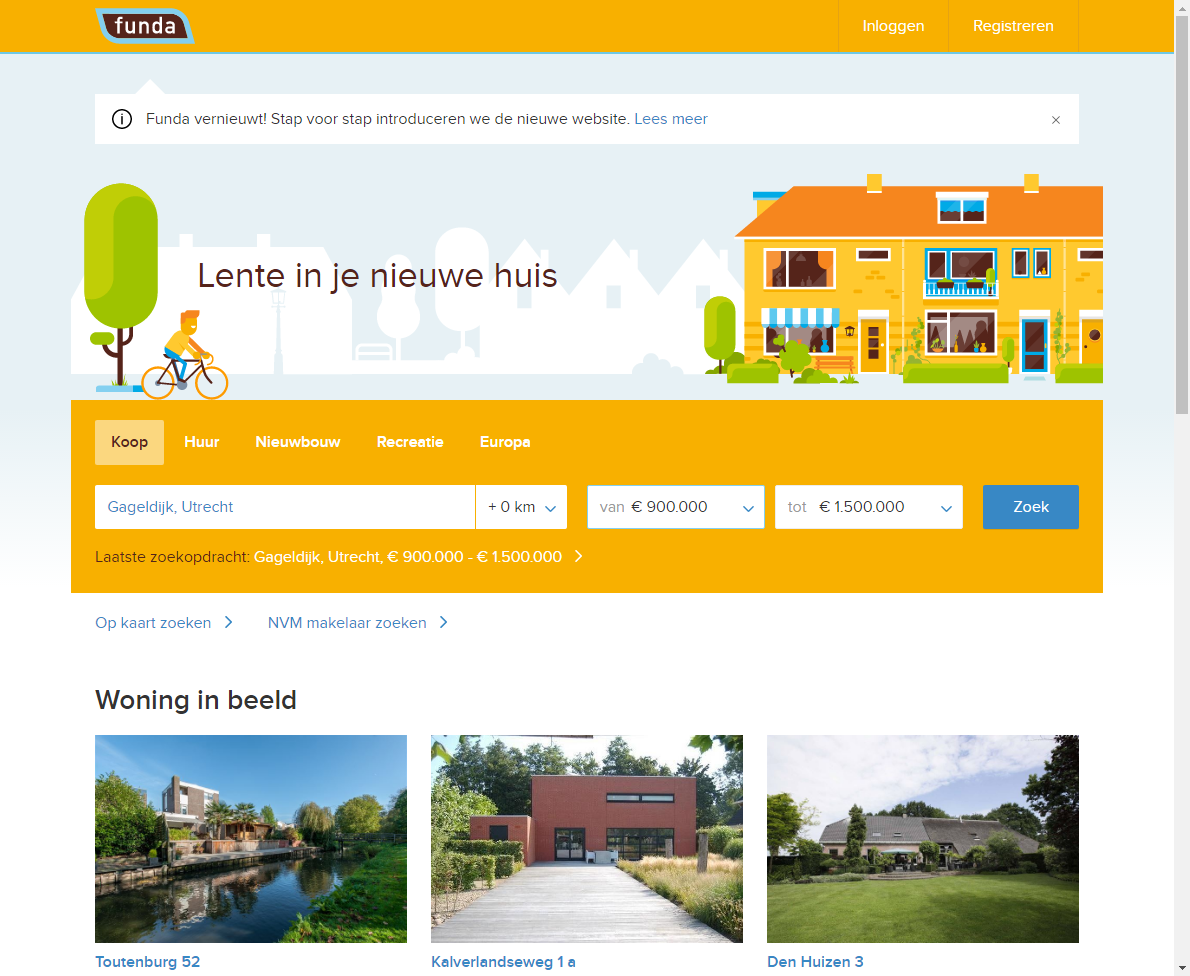 funda
Inloggen
Registreren
Funda vernieuwt! Stap voor stap introduceren we de nieuwe website. Lees meer
Lente in je nieuwe huis
Koop
Huur
Nieuwbouw
Recreatie
Europa
Gageldijk, Utrecht
+ 0 km
van € 900.000
tot € 1.500.000
Zoek
Laatste zoekopdracht: Gageldijk, Utrecht, € 900.000 - € 1.500.000
Op kaart zoeken
NVM makelaar zoeken
Woning in beeld
Toutenburg 52
Kalverlandseweg 1 a
Den Huizen 3